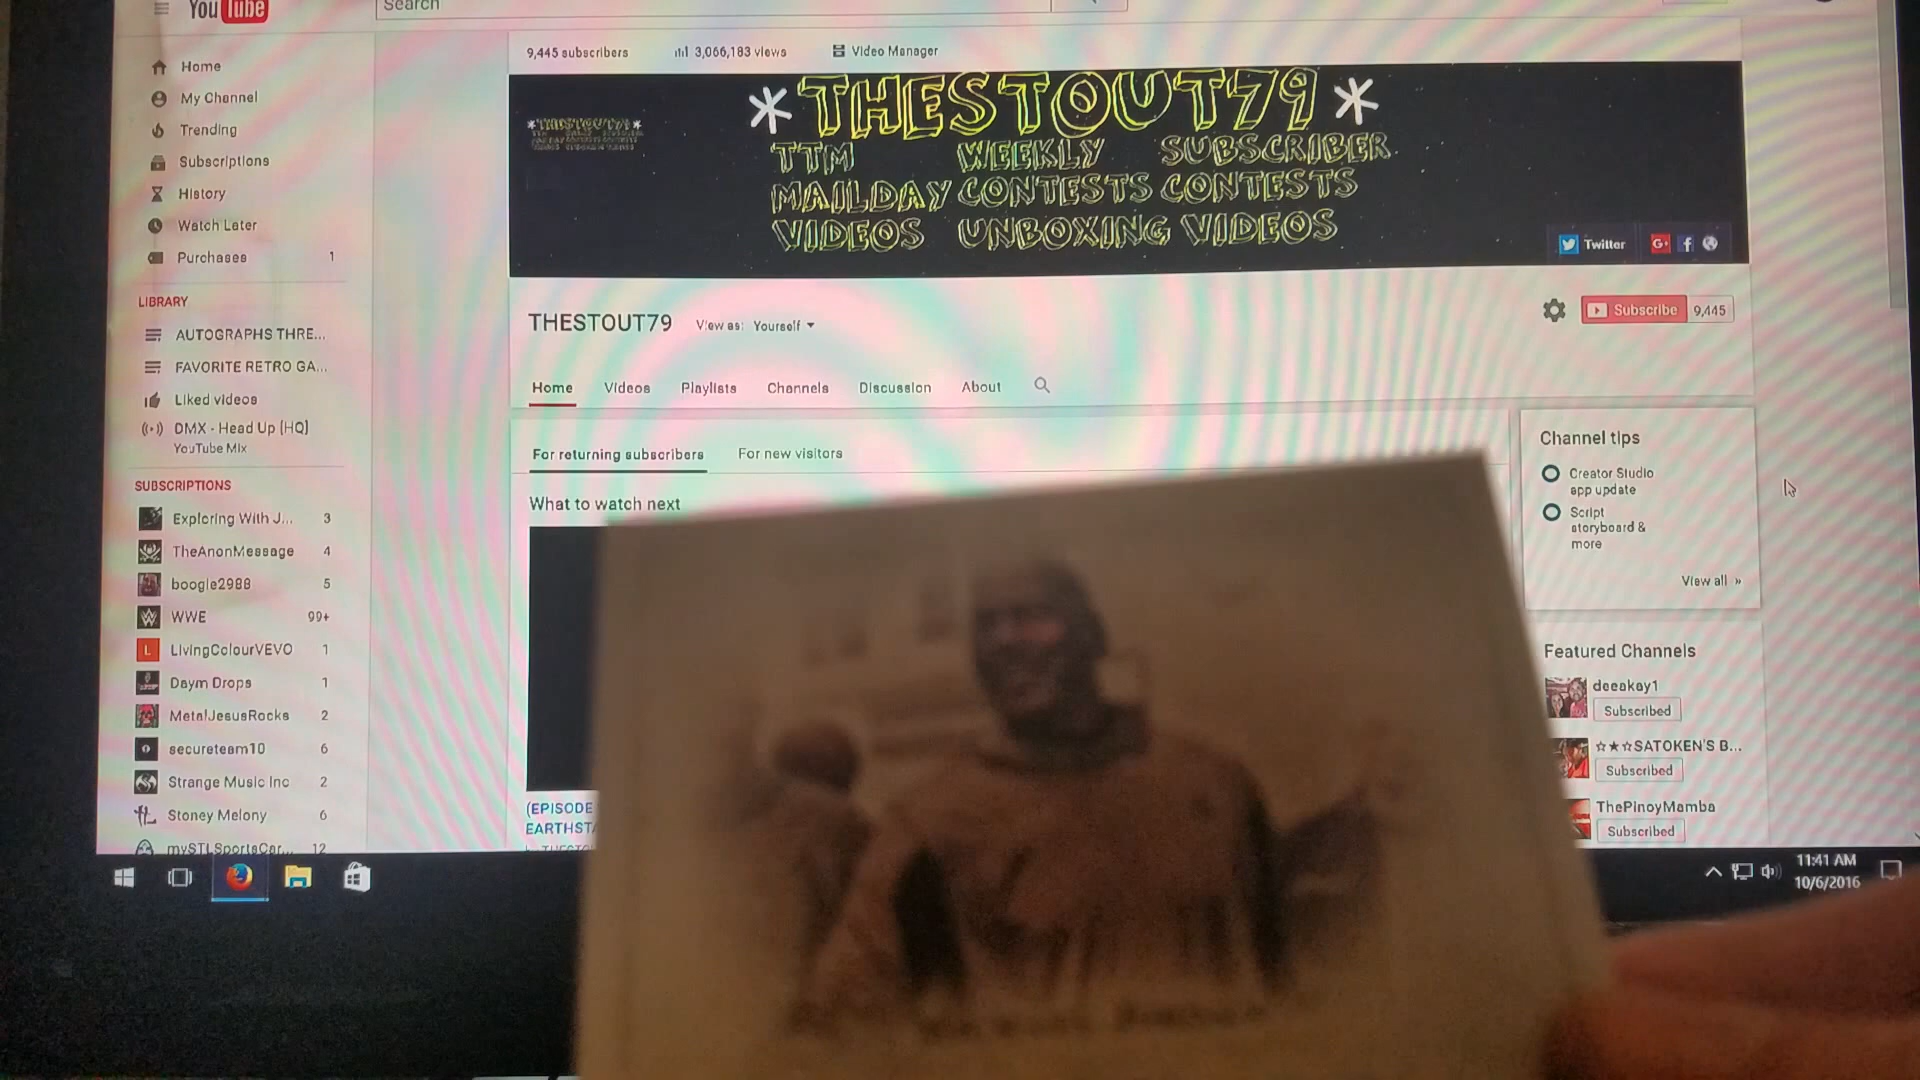 YouTube
Search
Home
My Channel
Trending
Subscriptions
History
Watch Later
Purchases 1
LIBRARY
AUTOGRAPHS THRE...
FAVORITE RETRO GA...
Liked videos
DMX - Head Up (HQ)
YouTube Mix
SUBSCRIPTIONS
Exploring With J... 3
TheAnonMessage 4
boogie2988 5
WWE 99+
LivingColourVEVO 1
Daym Drops 1
MetalJesusRocks 2
secureteam10 6
Strange Music Inc 2
Stoney Melony 6
mySTLSportsCar... 12
9,445 subscribers 3,066,183 views Video Manager
*THESTOUT79*
TTM WEEKLY SUBSCRIBER
MAILDAY CONTESTS CONTESTS
VIDEOS UNBOXING VIDEOS
Twitter G+ f
THESTOUT79 View as: Yourself
Subscribe 9,445
Home Videos Playlists Channels Discussion About
For returning subscribers For new visitors
What to watch next
(EPISODE
EARTHST
Channel tips
Creator Studio
app update
Script
storyboard &
more
View all »
Featured Channels
deeakay1
Subscribed
☆★☆SATOKEN'S B...
Subscribed
ThePinoyMamba
Subscribed
11:41 AM
10/6/2016